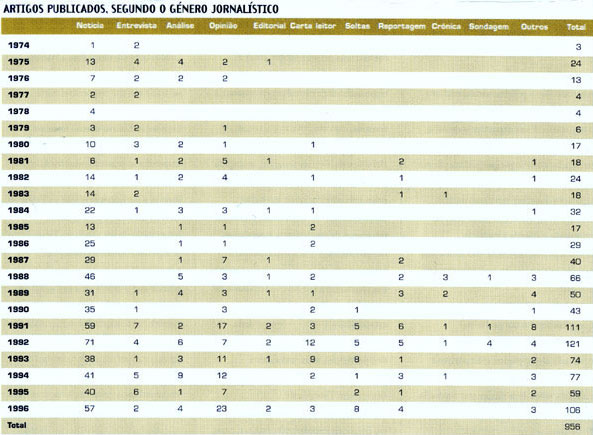 ARTIGOS PUBLICADOS, SEGUNDO O GÉNERO JORNALÍSTICO
Notícia Entrevista Análise Opinião Editorial Carta leitor Soltas Reportagem Crónica Sondagem Outros Total
1974 1 2 3
1975 13 4 4 2 1 24
1976 7 2 2 2 13
1977 2 2 4
1978 4 4
1979 3 2 1 6
1980 10 3 2 1 1 17
1981 6 1 2 5 1 2 1 18
1982 14 1 2 4 1 1 1 24
1983 14 2 1 1 18
1984 22 1 3 3 1 1 1 32
1985 13 1 1 2 17
1986 25 1 1 2 29
1987 29 1 7 1 2 40
1988 46 5 3 1 2 2 3 1 3 66
1989 31 1 4 3 1 1 3 2 4 50
1990 35 1 3 2 1 1 43
1991 59 7 2 17 2 3 5 6 1 1 8 111
1992 71 4 6 7 2 12 5 5 1 4 4 121
1993 38 1 3 11 1 9 8 1 2 74
1994 41 5 9 12 2 1 3 1 3 77
1995 40 6 1 7 2 1 2 59
1996 57 2 4 23 2 3 8 4 3 106
Total 956